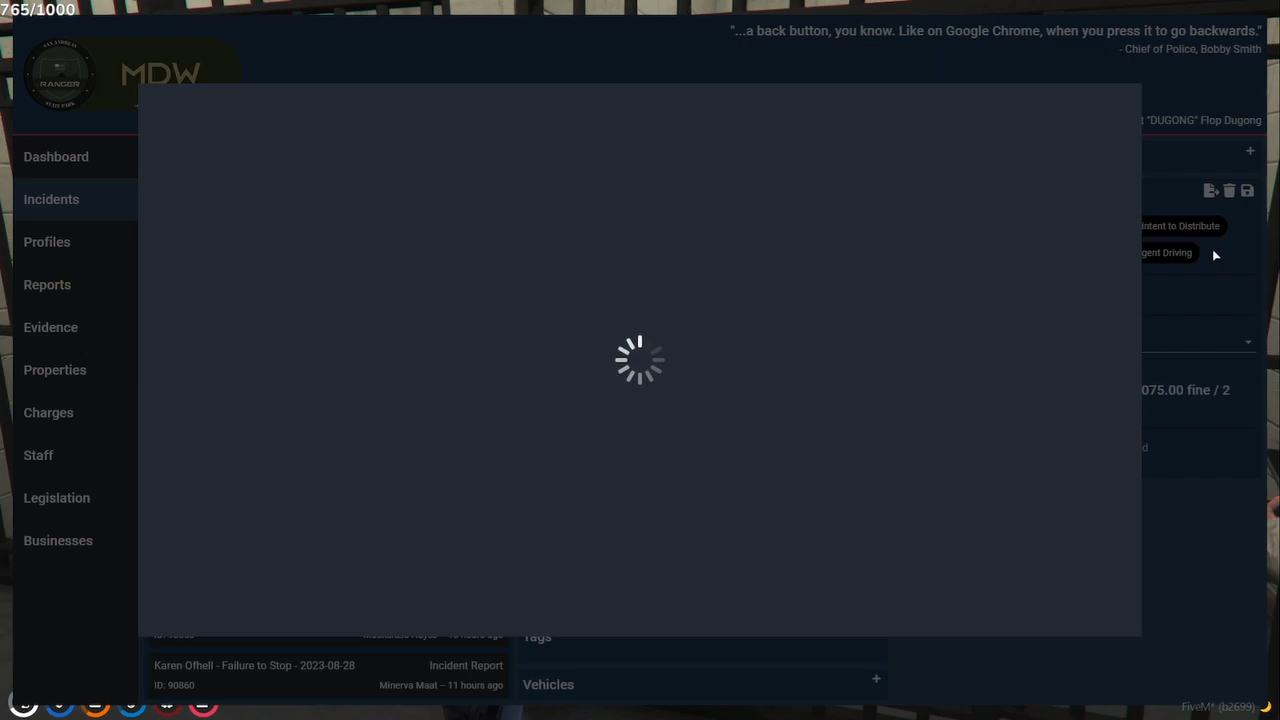 765/1000
"...a back button, you know. Like on Google Chrome, when you press it to go backwards."
- Chief of Police, Bobby Smith
RANGER
MDW
"DUGONG" Flop Dugong
Dashboard
Incidents
Profiles
Reports
Evidence
Properties
Charges
Staff
Legislation
Businesses
Intent to Distribute
gent Driving
075.00 fine / 2
d
Tags
Karen Ofhell - Failure to Stop - 2023-08-28
Incident Report
ID: 90860
Minerva Maat – 11 hours ago
Vehicles
FiveM* (b2699)